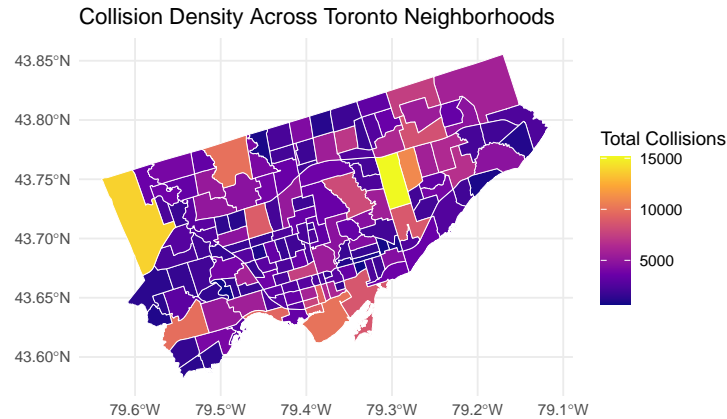 Collision Density Across Toronto Neighborhoods
43.85°N
43.80°N
43.75°N
43.70°N
43.65°N
43.60°N
79.6°W 79.5°W 79.4°W 79.3°W 79.2°W 79.1°W
Total Collisions
15000
10000
5000